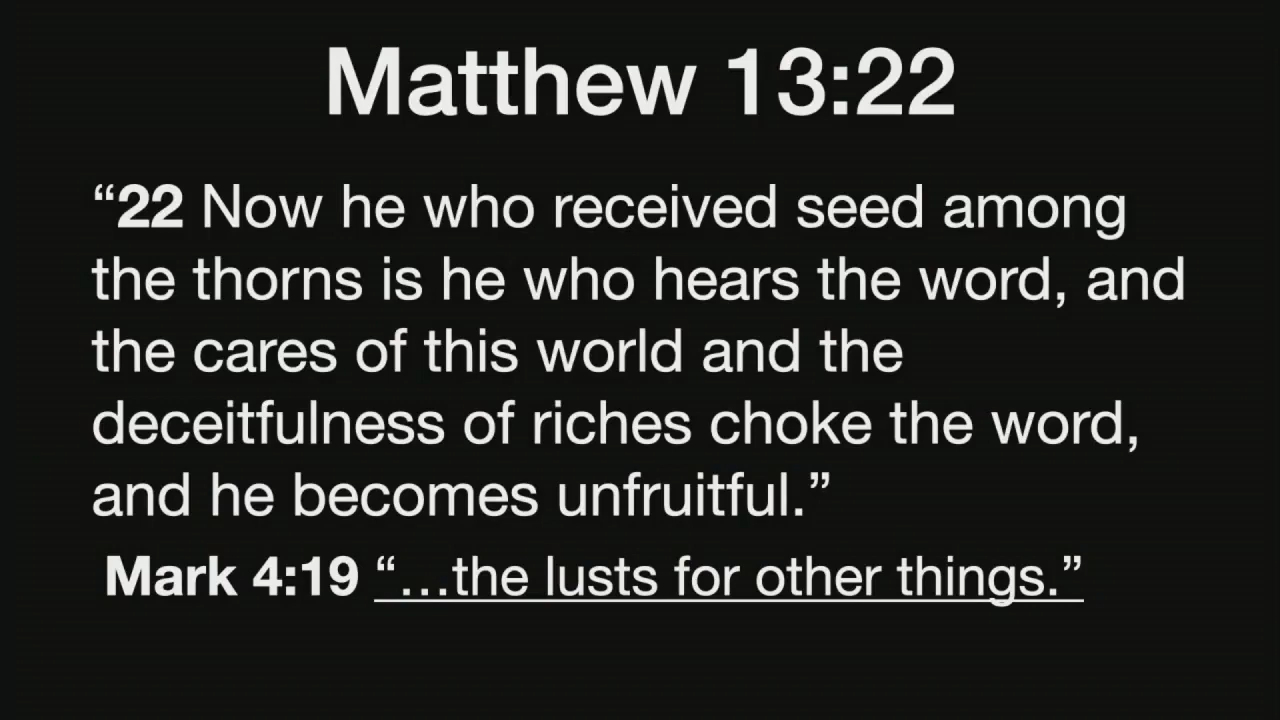 Matthew 13:22
“22 Now he who received seed among
the thorns is he who hears the word, and
the cares of this world and the
deceitfulness of riches choke the word,
and he becomes unfruitful.”
Mark 4:19 “…the lusts for other things.”